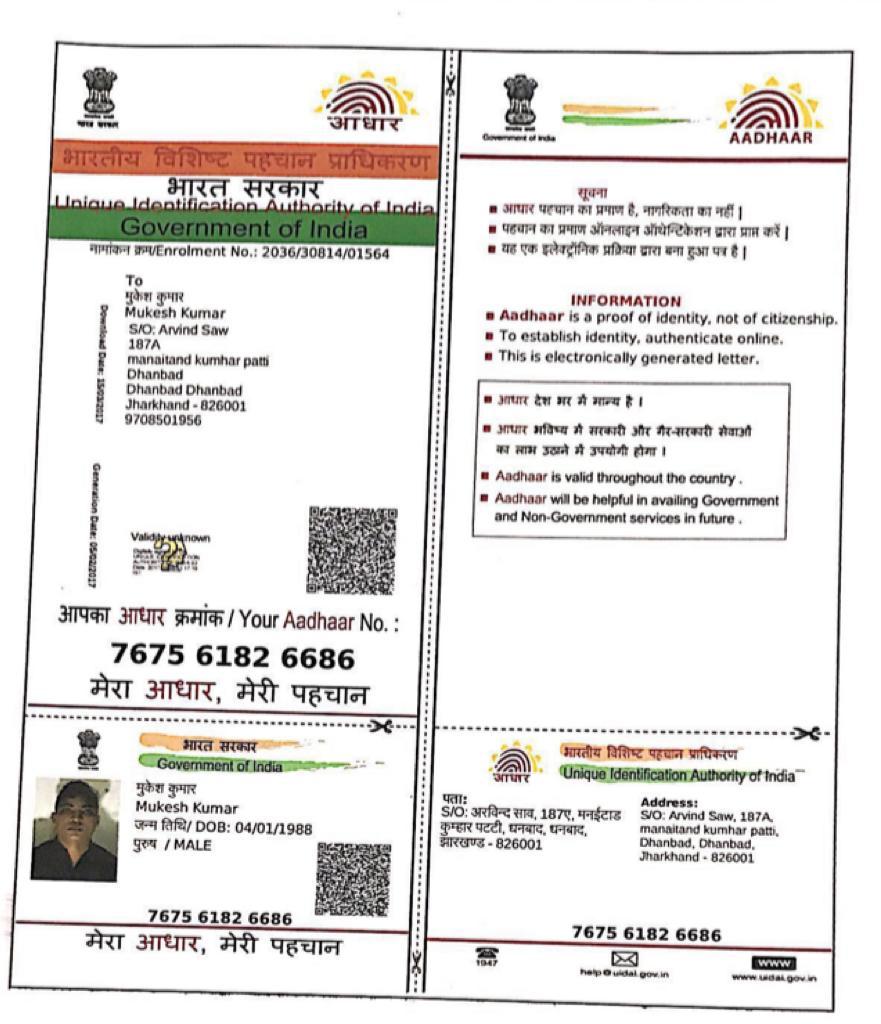 भारत सरकार
आधार
भारतीय विशिष्ट पहचान प्राधिकरण
भारत सरकार
Unique Identification Authority of India
Government of India
नामांकन क्रम/Enrolment No.: 2036/30814/01564
To
मुकेश कुमार
Mukesh Kumar
S/O: Arvind Saw
187A
manaitand kumhar patti
Dhanbad
Dhanbad Dhanbad
Jharkhand - 826001
9708501956
Download Date: 15/03/2017
Generation Date: 05/02/2017
Validity unknown
आपका आधार क्रमांक / Your Aadhaar No. :
7675 6182 6686
मेरा आधार, मेरी पहचान
भारत सरकार
Government of India
मुकेश कुमार
Mukesh Kumar
जन्म तिथि/ DOB: 04/01/1988
पुरुष / MALE
7675 6182 6686
मेरा आधार, मेरी पहचान
Government of India
AADHAAR
सूचना
आधार पहचान का प्रमाण है, नागरिकता का नहीं |
पहचान का प्रमाण ऑनलाइन ऑथेन्टिकेशन द्वारा प्राप्त करें |
यह एक इलेक्ट्रॉनिक प्रक्रिया द्वारा बना हुआ पत्र है |
INFORMATION
Aadhaar is a proof of identity, not of citizenship.
To establish identity, authenticate online.
This is electronically generated letter.
आधार देश भर में मान्य है ।
आधार भविष्य में सरकारी और गैर-सरकारी सेवाओं
का लाभ उठाने में उपयोगी होगा ।
Aadhaar is valid throughout the country .
Aadhaar will be helpful in availing Government
and Non-Government services in future .
आधार
भारतीय विशिष्ट पहचान प्राधिकरण
Unique Identification Authority of India
पता:
S/O: अरविन्द साव, 187ए, मनईटाड
कुम्हार पटटी, धनबाद, धनबाद,
झारखण्ड - 826001
Address:
S/O: Arvind Saw, 187A,
manaitand kumhar patti,
Dhanbad, Dhanbad,
Jharkhand - 826001
7675 6182 6686
1947
help@uidai.gov.in
www
www.uidai.gov.in